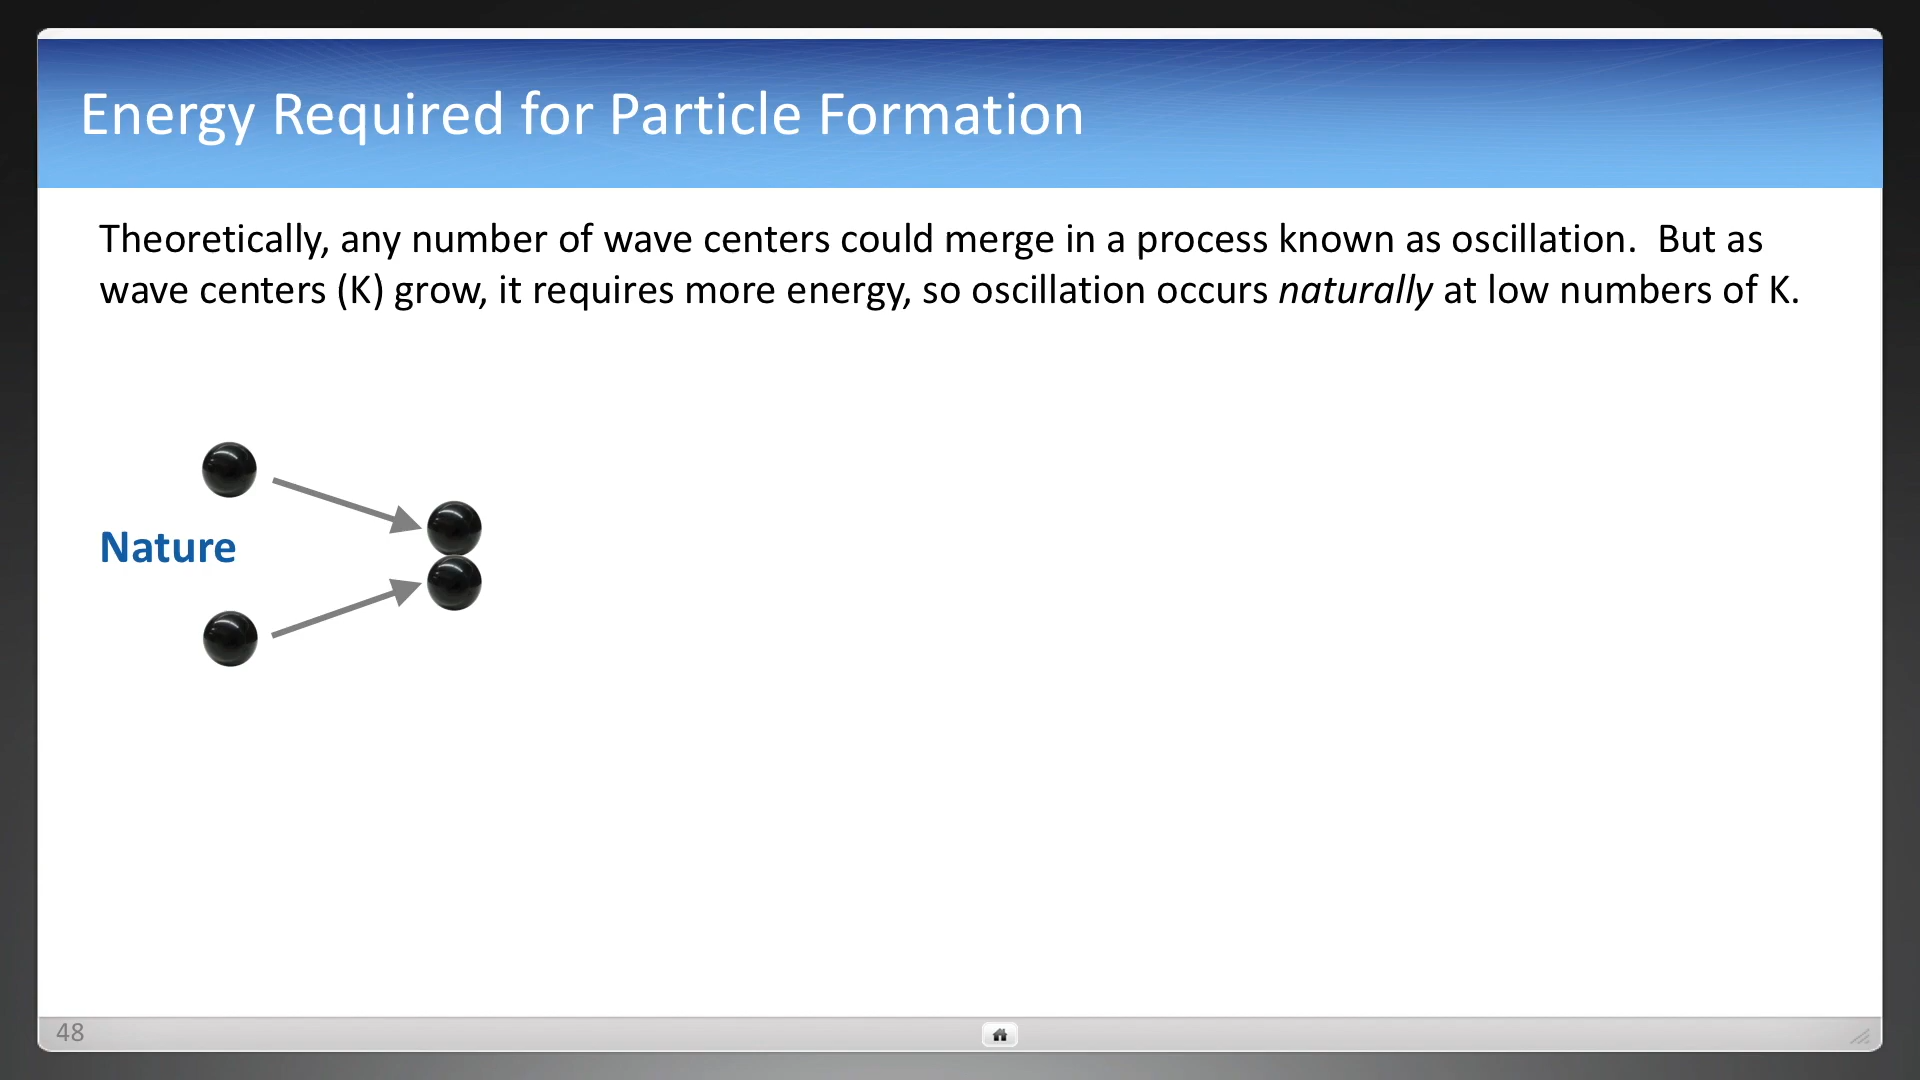 Energy Required for Particle Formation
Theoretically, any number of wave centers could merge in a process known as oscillation.  But as
wave centers (K) grow, it requires more energy, so oscillation occurs naturally at low numbers of K.
Nature
48